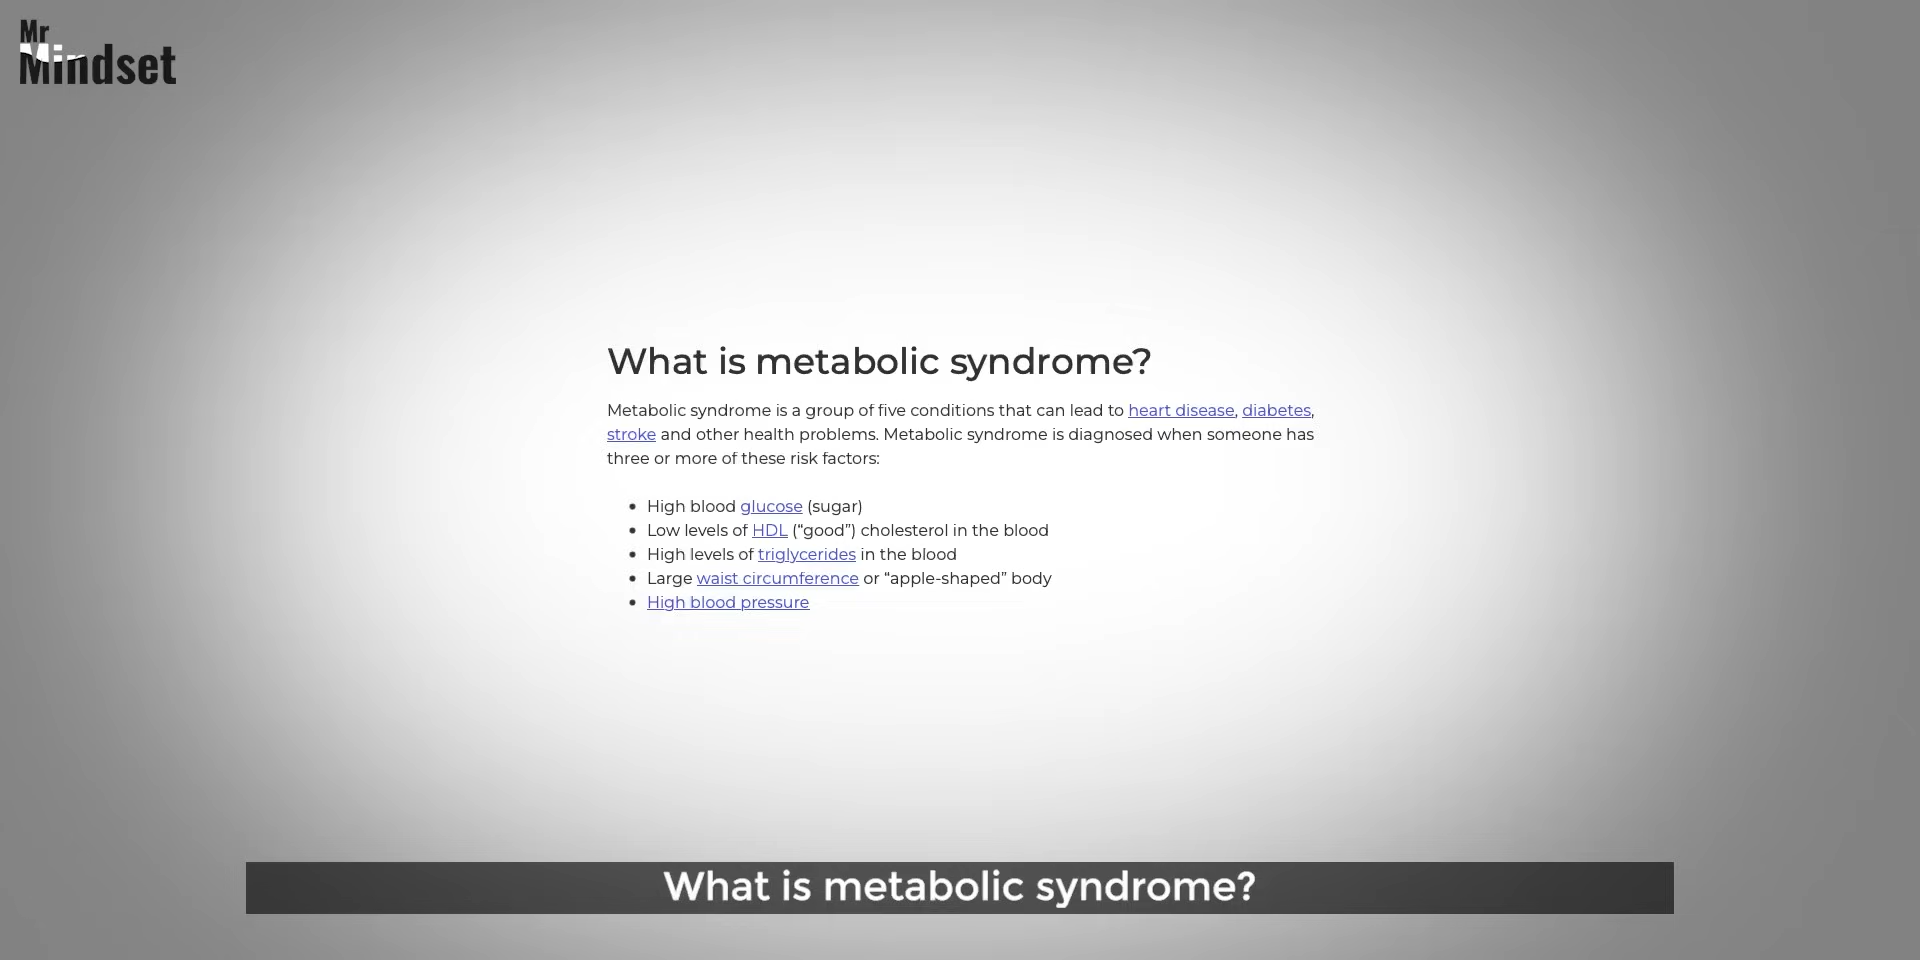 Mr
Mindset
What is metabolic syndrome?
Metabolic syndrome is a group of five conditions that can lead to heart disease, diabetes,
stroke and other health problems. Metabolic syndrome is diagnosed when someone has
three or more of these risk factors:
• High blood glucose (sugar)
• Low levels of HDL (“good”) cholesterol in the blood
• High levels of triglycerides in the blood
• Large waist circumference or “apple-shaped” body
• High blood pressure
What is metabolic syndrome?